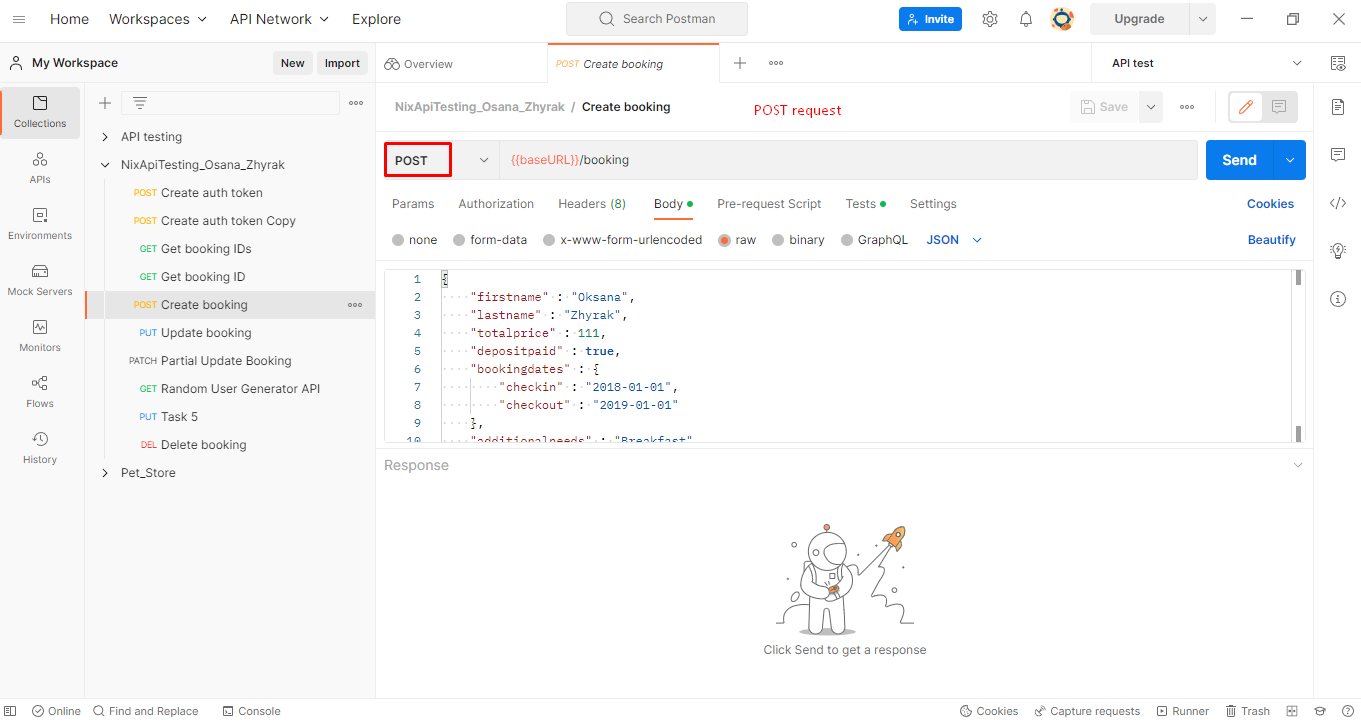 Home Workspaces API Network Explore Search Postman Invite Upgrade
My Workspace New Import Overview POST Create booking API test
NixApiTesting_Osana_Zhyrak / Create booking POST request Save
Collections
APIs
Environments
Mock Servers
Monitors
Flows
History
API testing
NixApiTesting_Osana_Zhyrak
POST Create auth token
POST Create auth token Copy
GET Get booking IDs
GET Get booking ID
POST Create booking
PUT Update booking
PATCH Partial Update Booking
GET Random User Generator API
PUT Task 5
DEL Delete booking
Pet_Store
POST {{baseURL}}/booking Send
Params Authorization Headers (8) Body Pre-request Script Tests Settings Cookies
none form-data x-www-form-urlencoded raw binary GraphQL JSON Beautify
1 {
2 "firstname" : "Oksana",
3 "lastname" : "Zhyrak",
4 "totalprice" : 111,
5 "depositpaid" : true,
6 "bookingdates" : {
7 "checkin" : "2018-01-01",
8 "checkout" : "2019-01-01"
9 },
10 "additionalneeds" : "Breakfast"
Response
Click Send to get a response
Online Find and Replace Console Cookies Capture requests Runner Trash